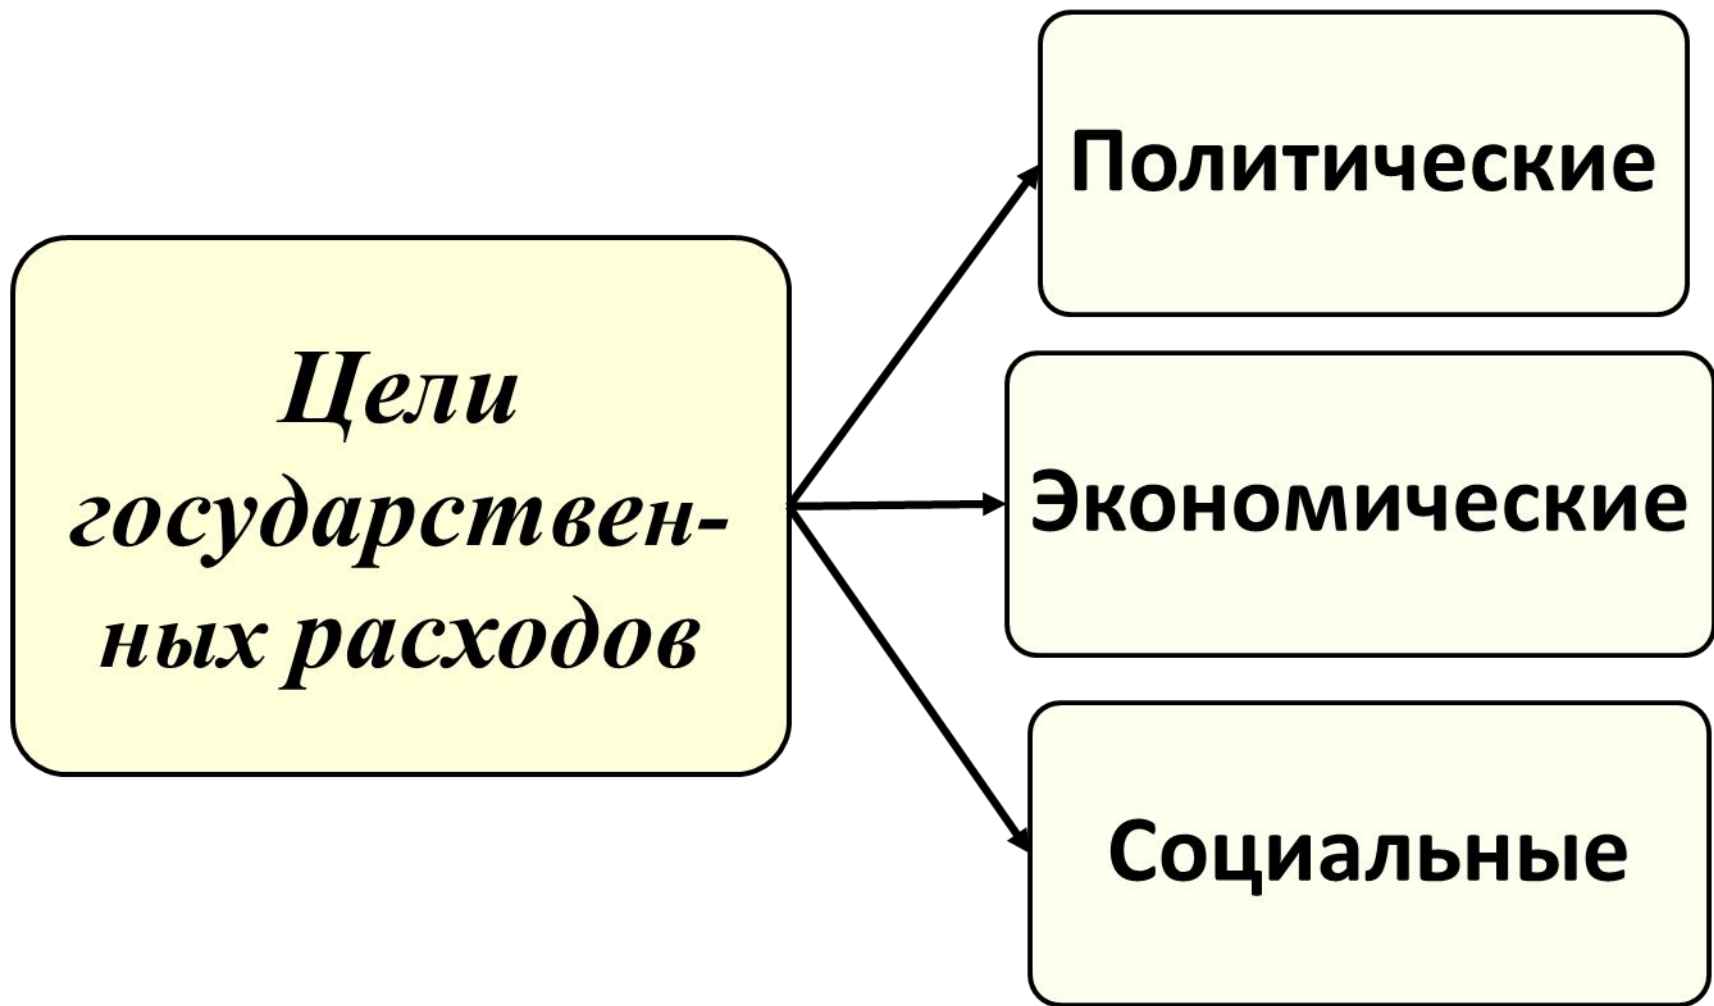 Цели
государствен-
ных расходов
Политические
Экономические
Социальные